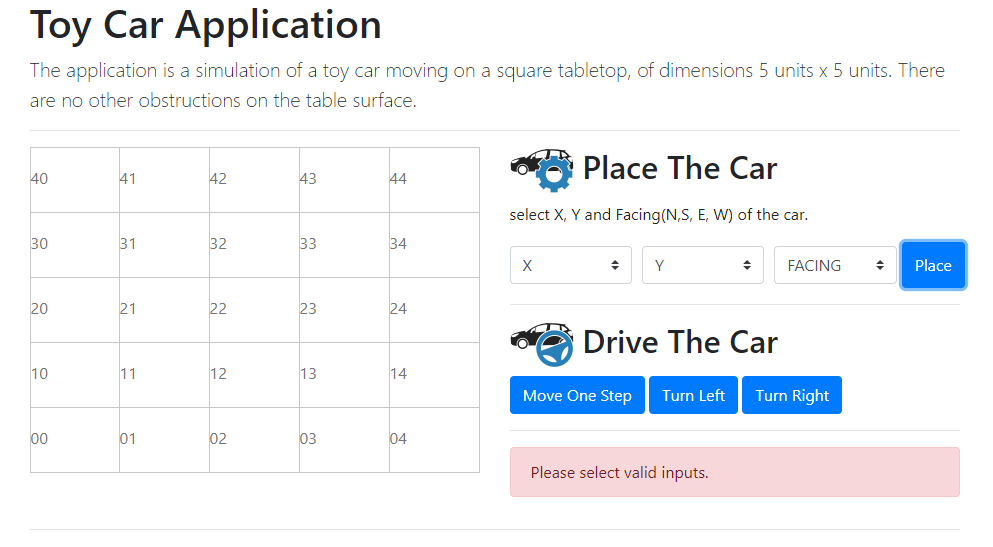 Toy Car Application
The application is a simulation of a toy car moving on a square tabletop, of dimensions 5 units x 5 units. There
are no other obstructions on the table surface.
40 41 42 43 44
30 31 32 33 34
20 21 22 23 24
10 11 12 13 14
00 01 02 03 04
Place The Car
select X, Y and Facing(N,S, E, W) of the car.
X Y FACING Place
Drive The Car
Move One Step Turn Left Turn Right
Please select valid inputs.